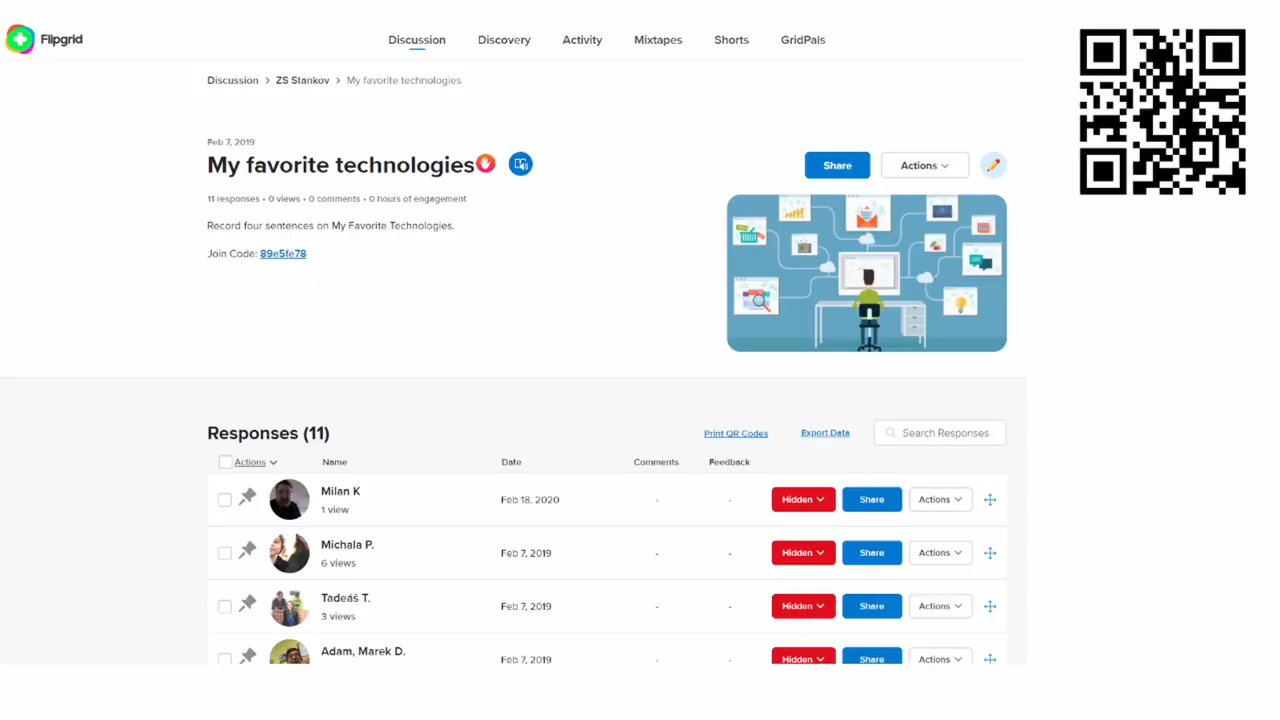 Flipgrid
Discussion Discovery Activity Mixtapes Shorts GridPals
Discussion > ZS Stankov > My favorite technologies
Feb 7, 2019
My favorite technologies
Share Actions
11 responses • 0 views • 0 comments • 0 hours of engagement
Record four sentences on My Favorite Technologies.
Join Code: 89e5fe78
Responses (11)
Print QR Codes Export Data Search Responses
Actions Name Date Comments Feedback
Milan K
1 view
Feb 18, 2020 - - Hidden Share Actions
Michala P.
6 views
Feb 7, 2019 - - Hidden Share Actions
Tadeáš T.
3 views
Feb 7, 2019 - - Hidden Share Actions
Adam, Marek D.
Feb 7, 2019 - - Hidden Share Actions